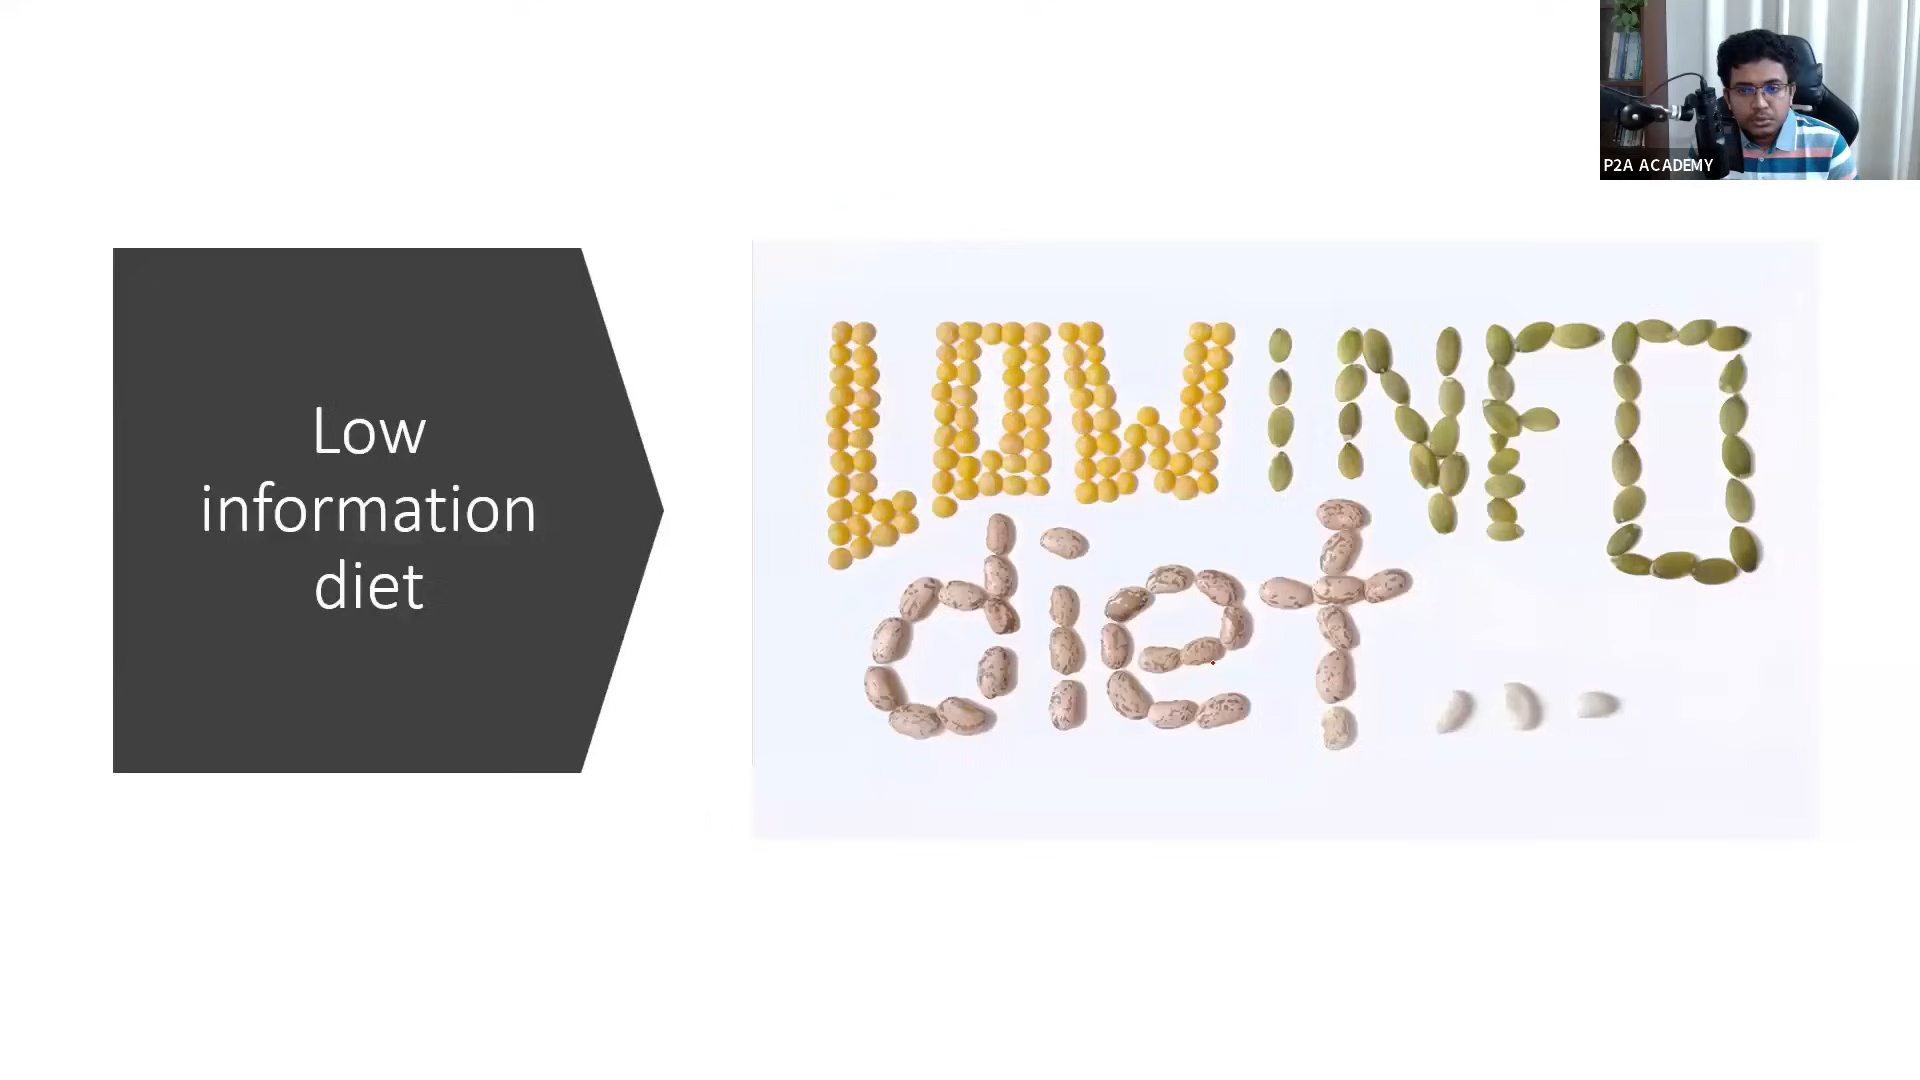 P2A ACADEMY
Low
information
diet
LOW INFO
diet...